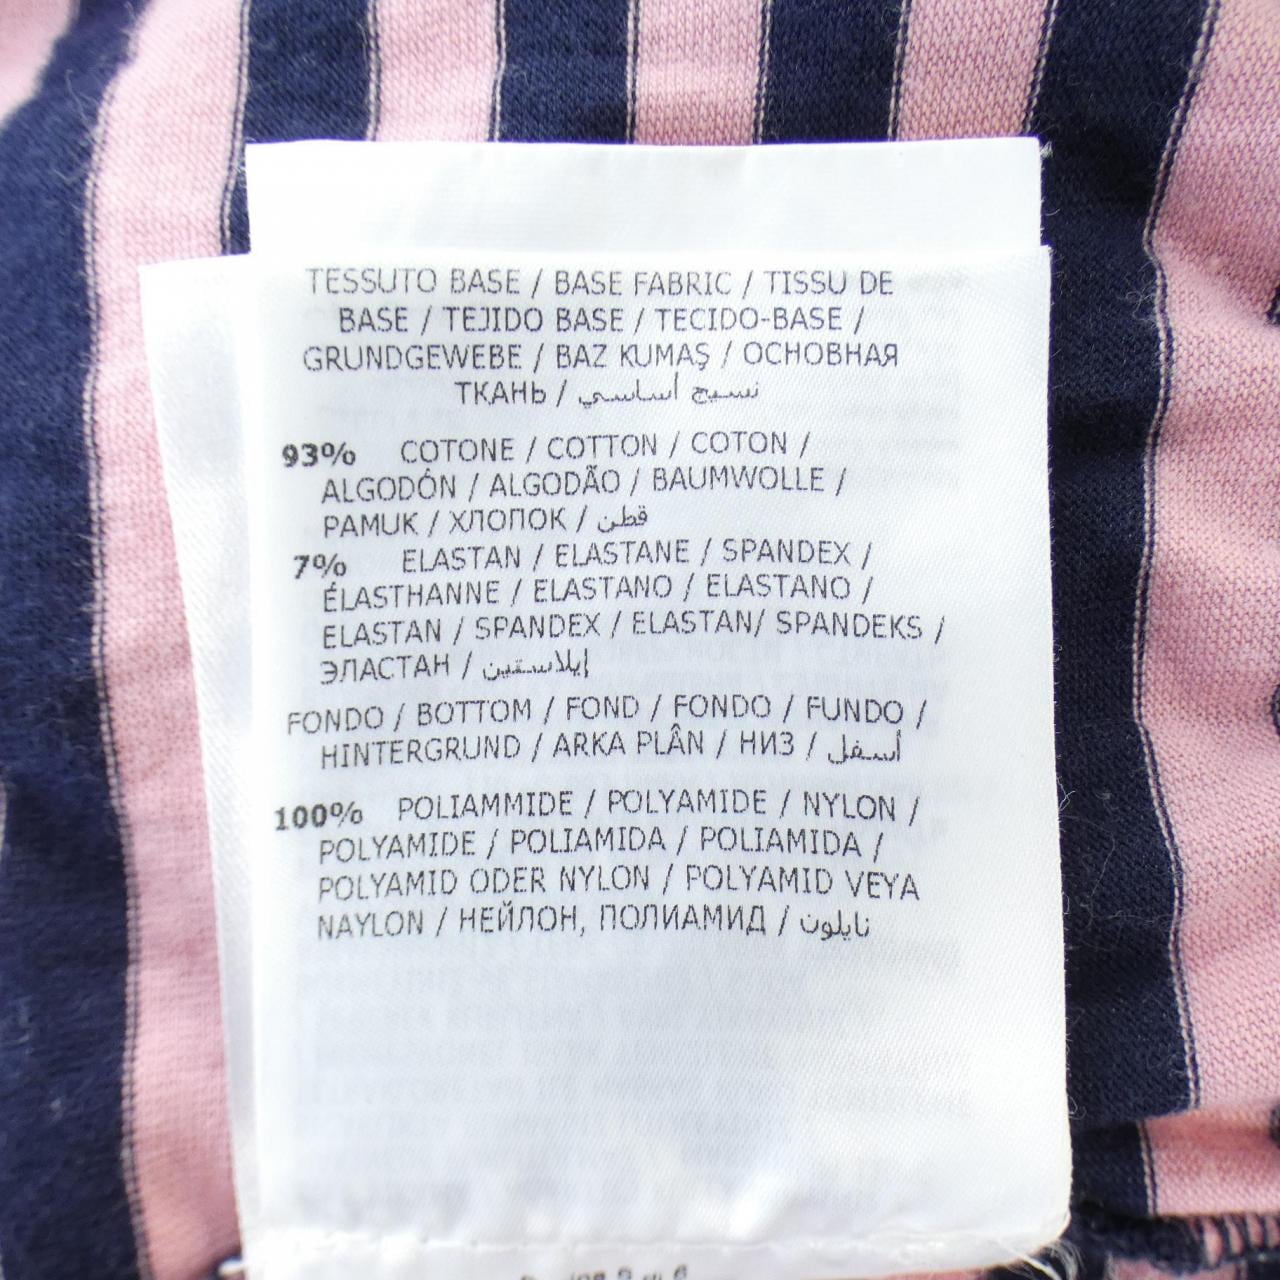 TESSUTO BASE / BASE FABRIC / TISSU DE
BASE / TEJIDO BASE / TECIDO-BASE /
GRUNDGEWEBE / BAZ KUMAŞ / ОСНОВНАЯ
ТКАНЬ / نسيج أساسي
93% COTONE / COTTON / COTON /
ALGODÓN / ALGODÃO / BAUMWOLLE /
PAMUK / ХЛОПОК / قطن
7% ELASTAN / ELASTANE / SPANDEX /
ÉLASTHANNE / ELASTANO / ELASTANO /
ELASTAN / SPANDEX / ELASTAN/ SPANDEKS /
ЭЛАСТАН / إيلاستين
FONDO / BOTTOM / FOND / FONDO / FUNDO /
HINTERGRUND / ARKA PLÂN / НИЗ / أسفل
100% POLIAMMIDE / POLYAMIDE / NYLON /
POLYAMIDE / POLIAMIDA / POLIAMIDA /
POLYAMID ODER NYLON / POLYAMID VEYA
NAYLON / НЕЙЛОН, ПОЛИАМИД / نايلون